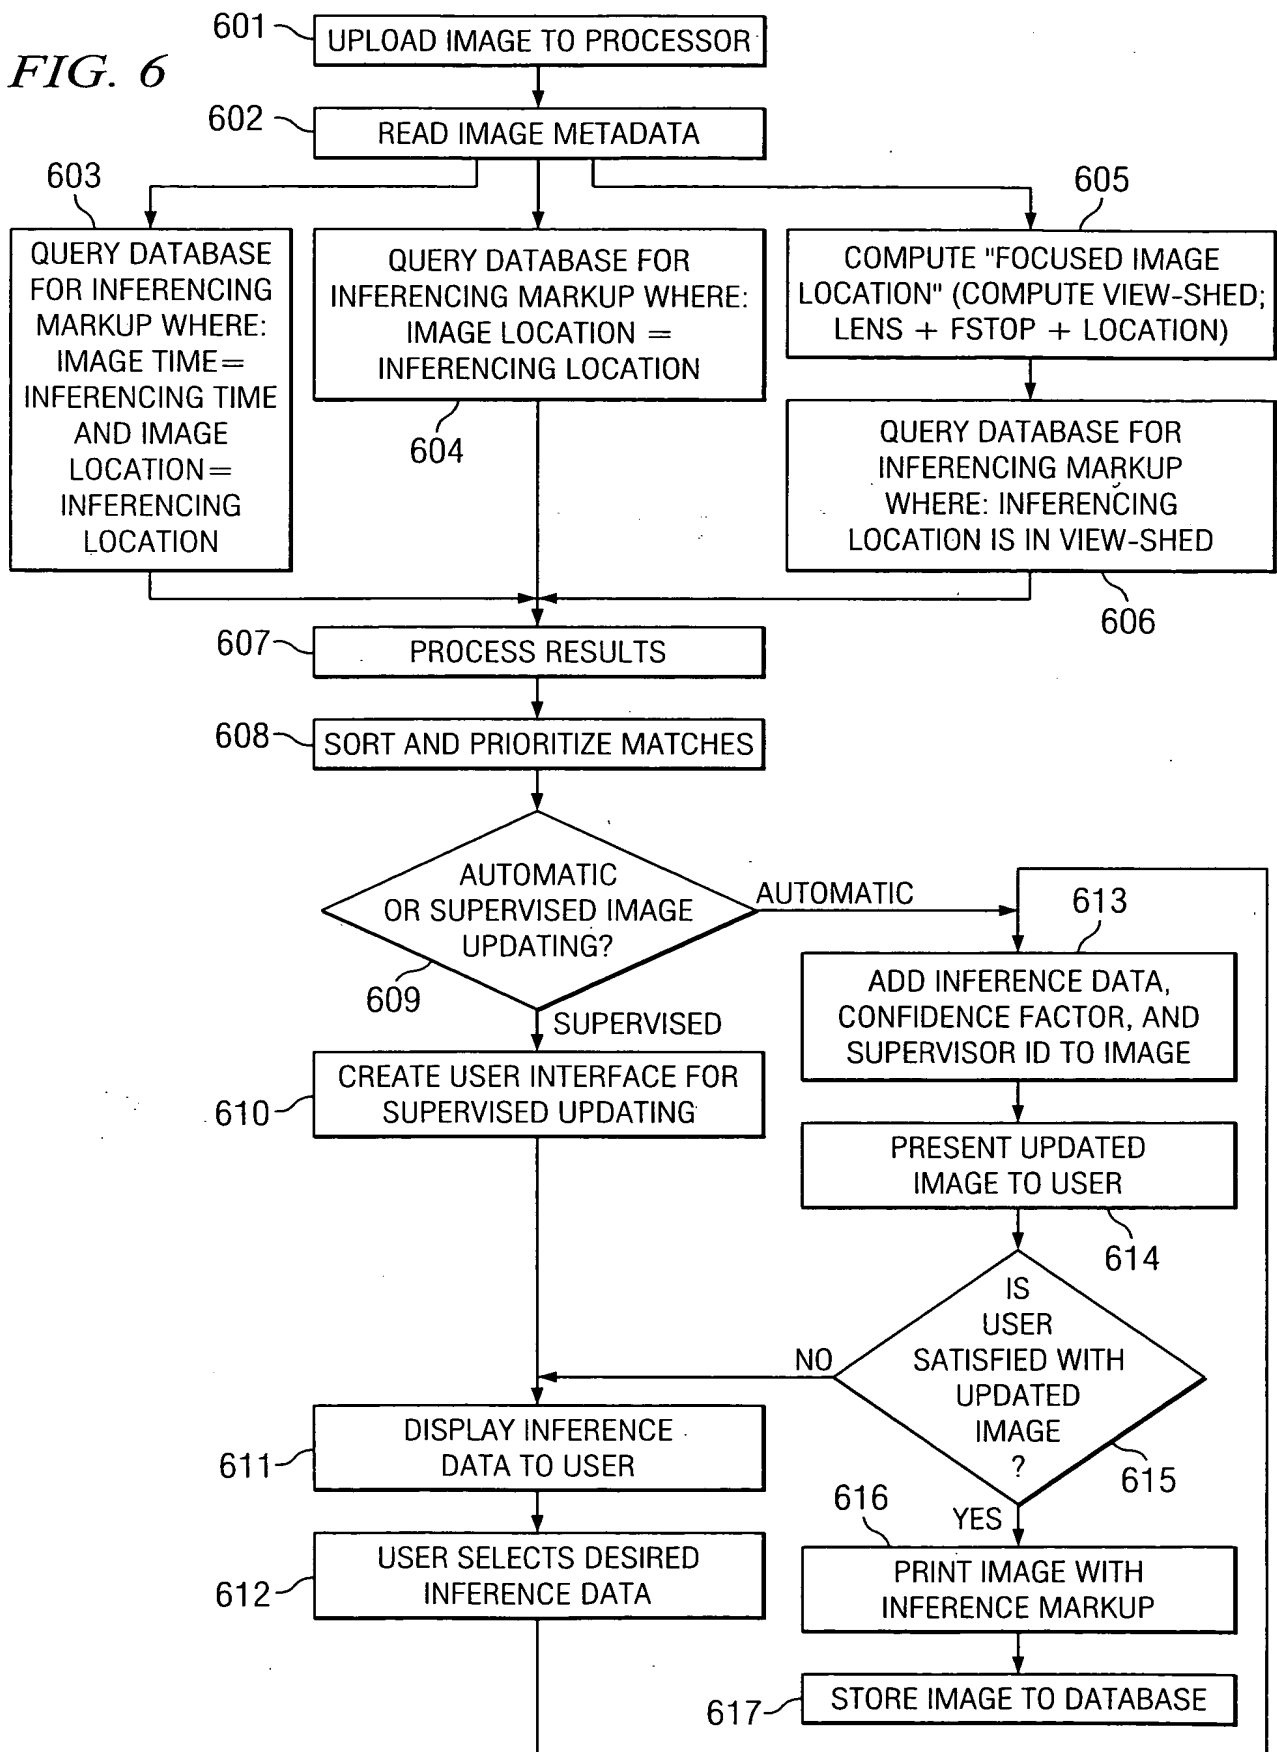 FIG. 6
601
UPLOAD IMAGE TO PROCESSOR
602
READ IMAGE METADATA
603
QUERY DATABASE
FOR INFERENCING
MARKUP WHERE:
IMAGE TIME=
INFERENCING TIME
AND IMAGE
LOCATION=
INFERENCING
LOCATION
QUERY DATABASE FOR
INFERENCING MARKUP WHERE:
IMAGE LOCATION =
INFERENCING LOCATION
604
605
COMPUTE "FOCUSED IMAGE
LOCATION" (COMPUTE VIEW-SHED;
LENS + FSTOP + LOCATION)
QUERY DATABASE FOR
INFERENCING MARKUP
WHERE: INFERENCING
LOCATION IS IN VIEW-SHED
606
607
PROCESS RESULTS
608
SORT AND PRIORITIZE MATCHES
AUTOMATIC
OR SUPERVISED IMAGE
UPDATING?
609
AUTOMATIC
SUPERVISED
610
CREATE USER INTERFACE FOR
SUPERVISED UPDATING
613
ADD INFERENCE DATA,
CONFIDENCE FACTOR, AND
SUPERVISOR ID TO IMAGE
PRESENT UPDATED
IMAGE TO USER
614
IS
USER
SATISFIED WITH
UPDATED
IMAGE
?
615
NO
YES
611
DISPLAY INFERENCE
DATA TO USER
612
USER SELECTS DESIRED
INFERENCE DATA
616
PRINT IMAGE WITH
INFERENCE MARKUP
617
STORE IMAGE TO DATABASE